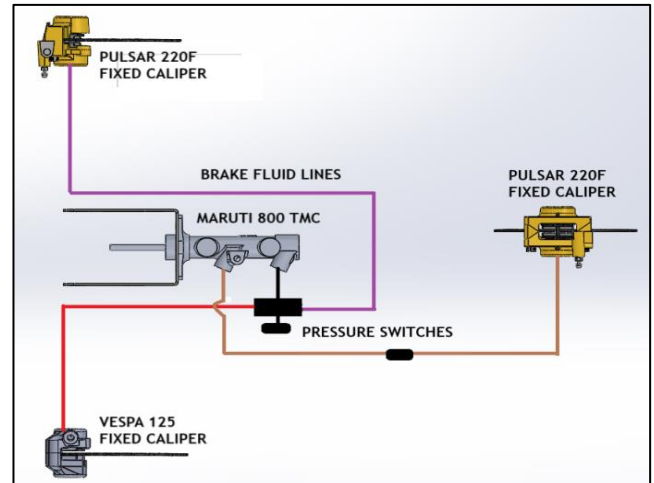 PULSAR 220F
FIXED CALIPER
BRAKE FLUID LINES
PULSAR 220F
FIXED CALIPER
MARUTI 800 TMC
PRESSURE SWITCHES
VESPA 125
FIXED CALIPER